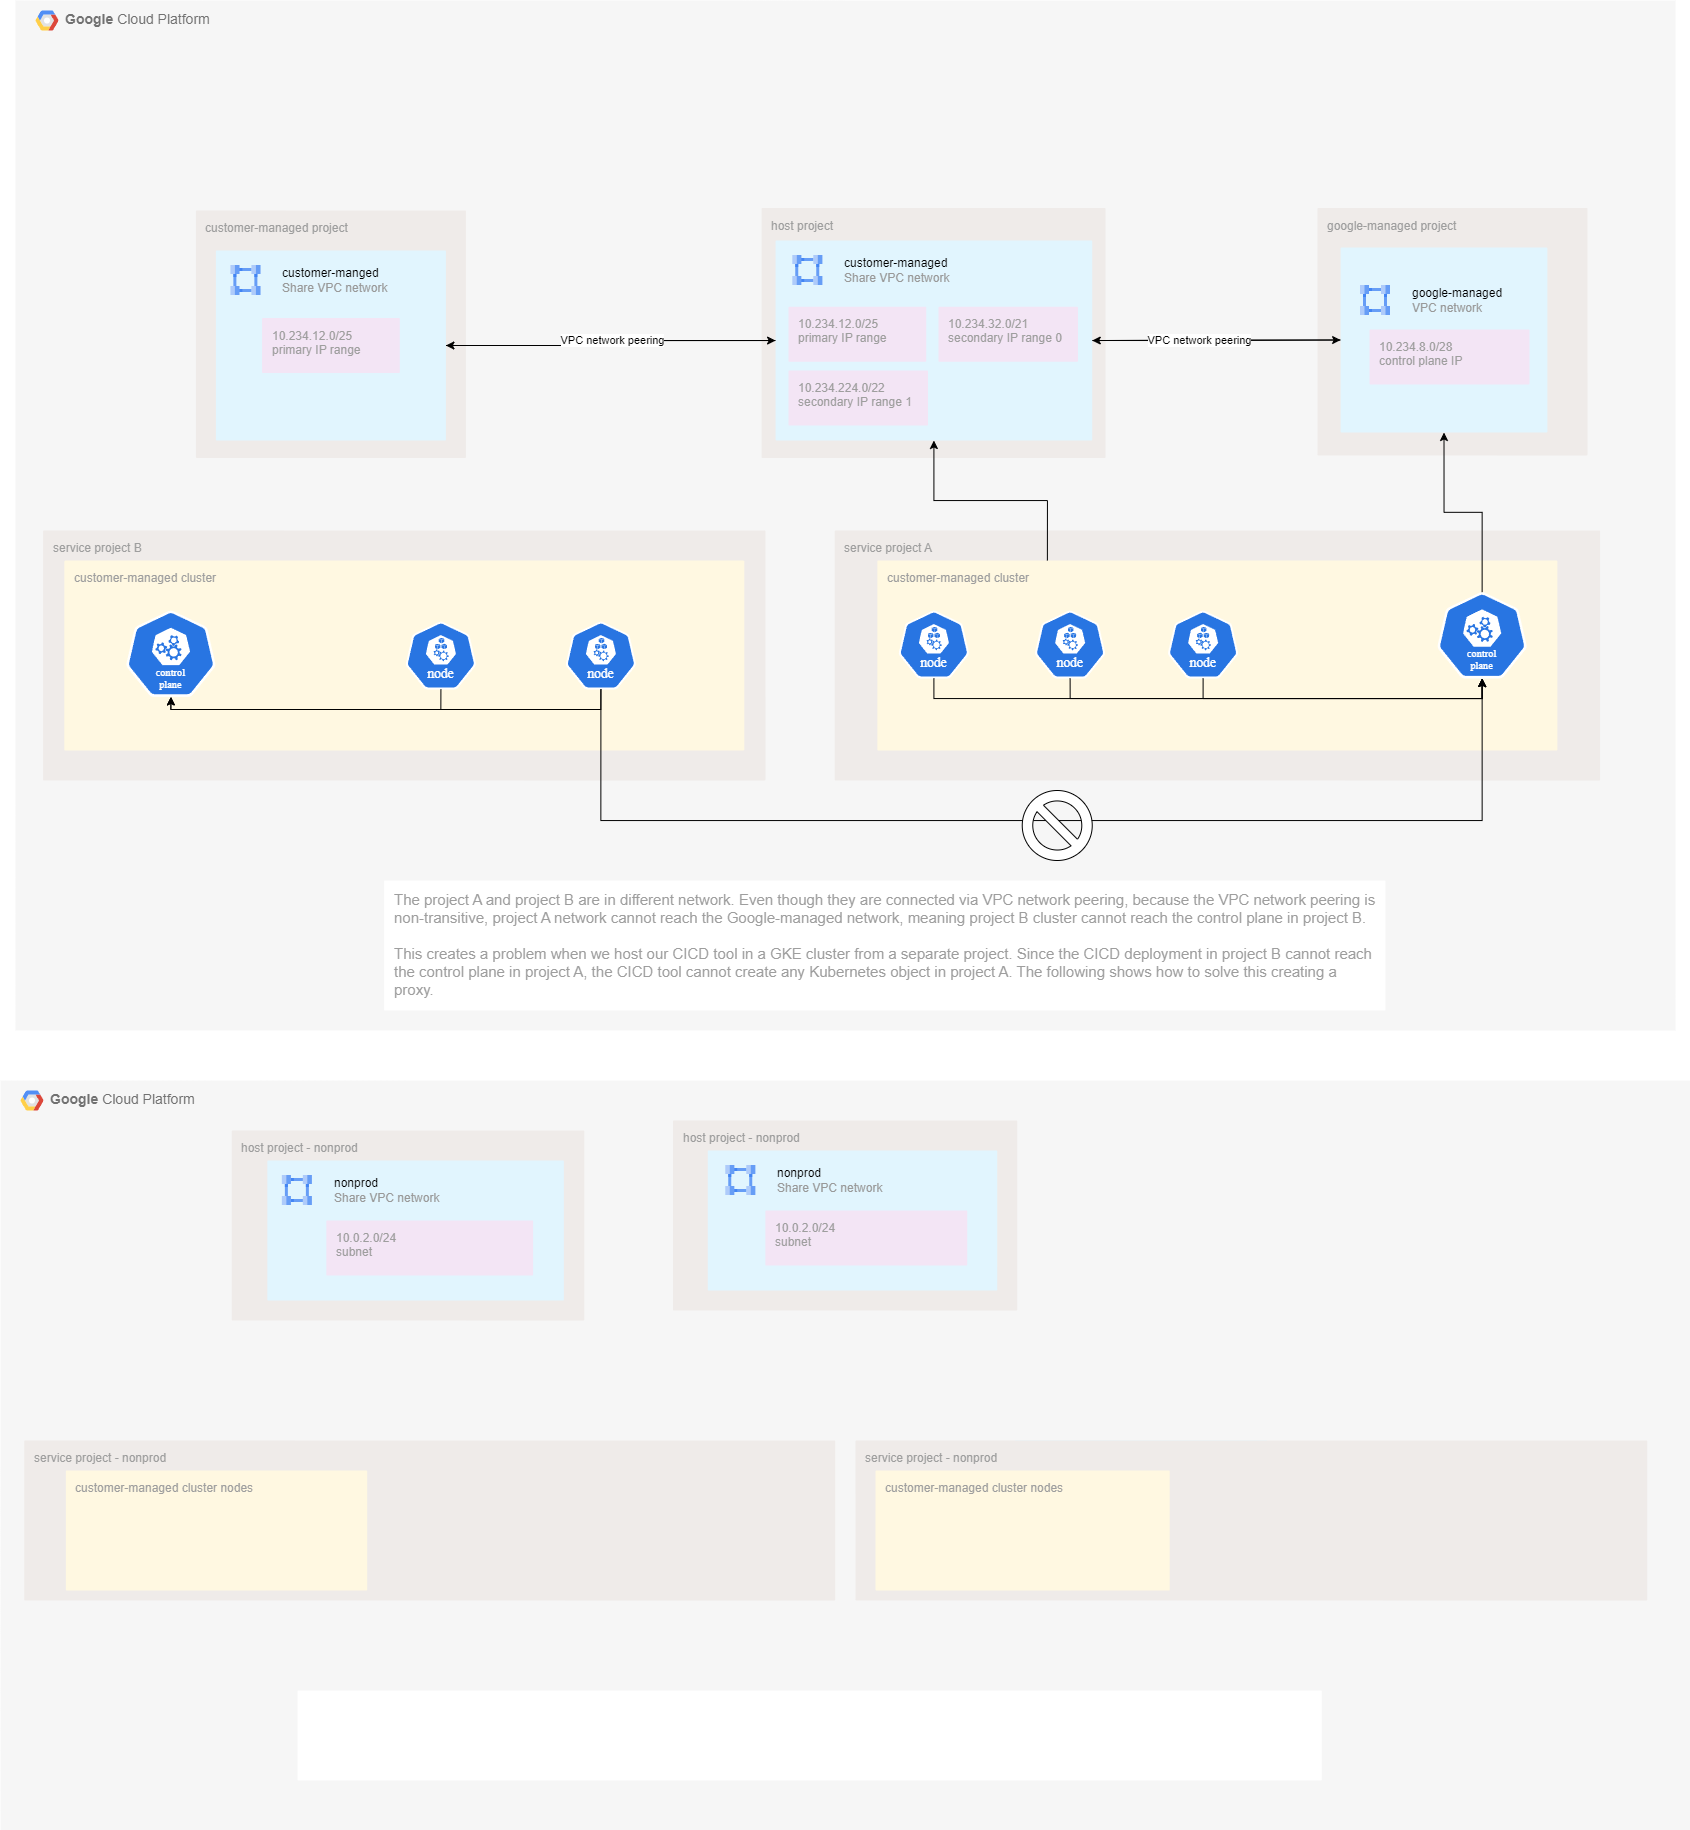 Google Cloud Platform
customer-managed project
customer-manged
Share VPC network
10.234.12.0/25
primary IP range
VPC network peering
host project
customer-managed
Share VPC network
10.234.12.0/25
primary IP range
10.234.32.0/21
secondary IP range 0
10.234.224.0/22
secondary IP range 1
VPC network peering
google-managed project
google-managed
VPC network
10.234.8.0/28
control plane IP
service project B
customer-managed cluster
control
plane
node
node
service project A
customer-managed cluster
node
node
node
control
plane
The project A and project B are in different network. Even though they are connected via VPC network peering, because the VPC network peering is
non-transitive, project A network cannot reach the Google-managed network, meaning project B cluster cannot reach the control plane in project B.
This creates a problem when we host our CICD tool in a GKE cluster from a separate project. Since the CICD deployment in project B cannot reach
the control plane in project A, the CICD tool cannot create any Kubernetes object in project A. The following shows how to solve this creating a
proxy.
Google Cloud Platform
host project - nonprod
nonprod
Share VPC network
10.0.2.0/24
subnet
host project - nonprod
nonprod
Share VPC network
10.0.2.0/24
subnet
service project - nonprod
customer-managed cluster nodes
service project - nonprod
customer-managed cluster nodes